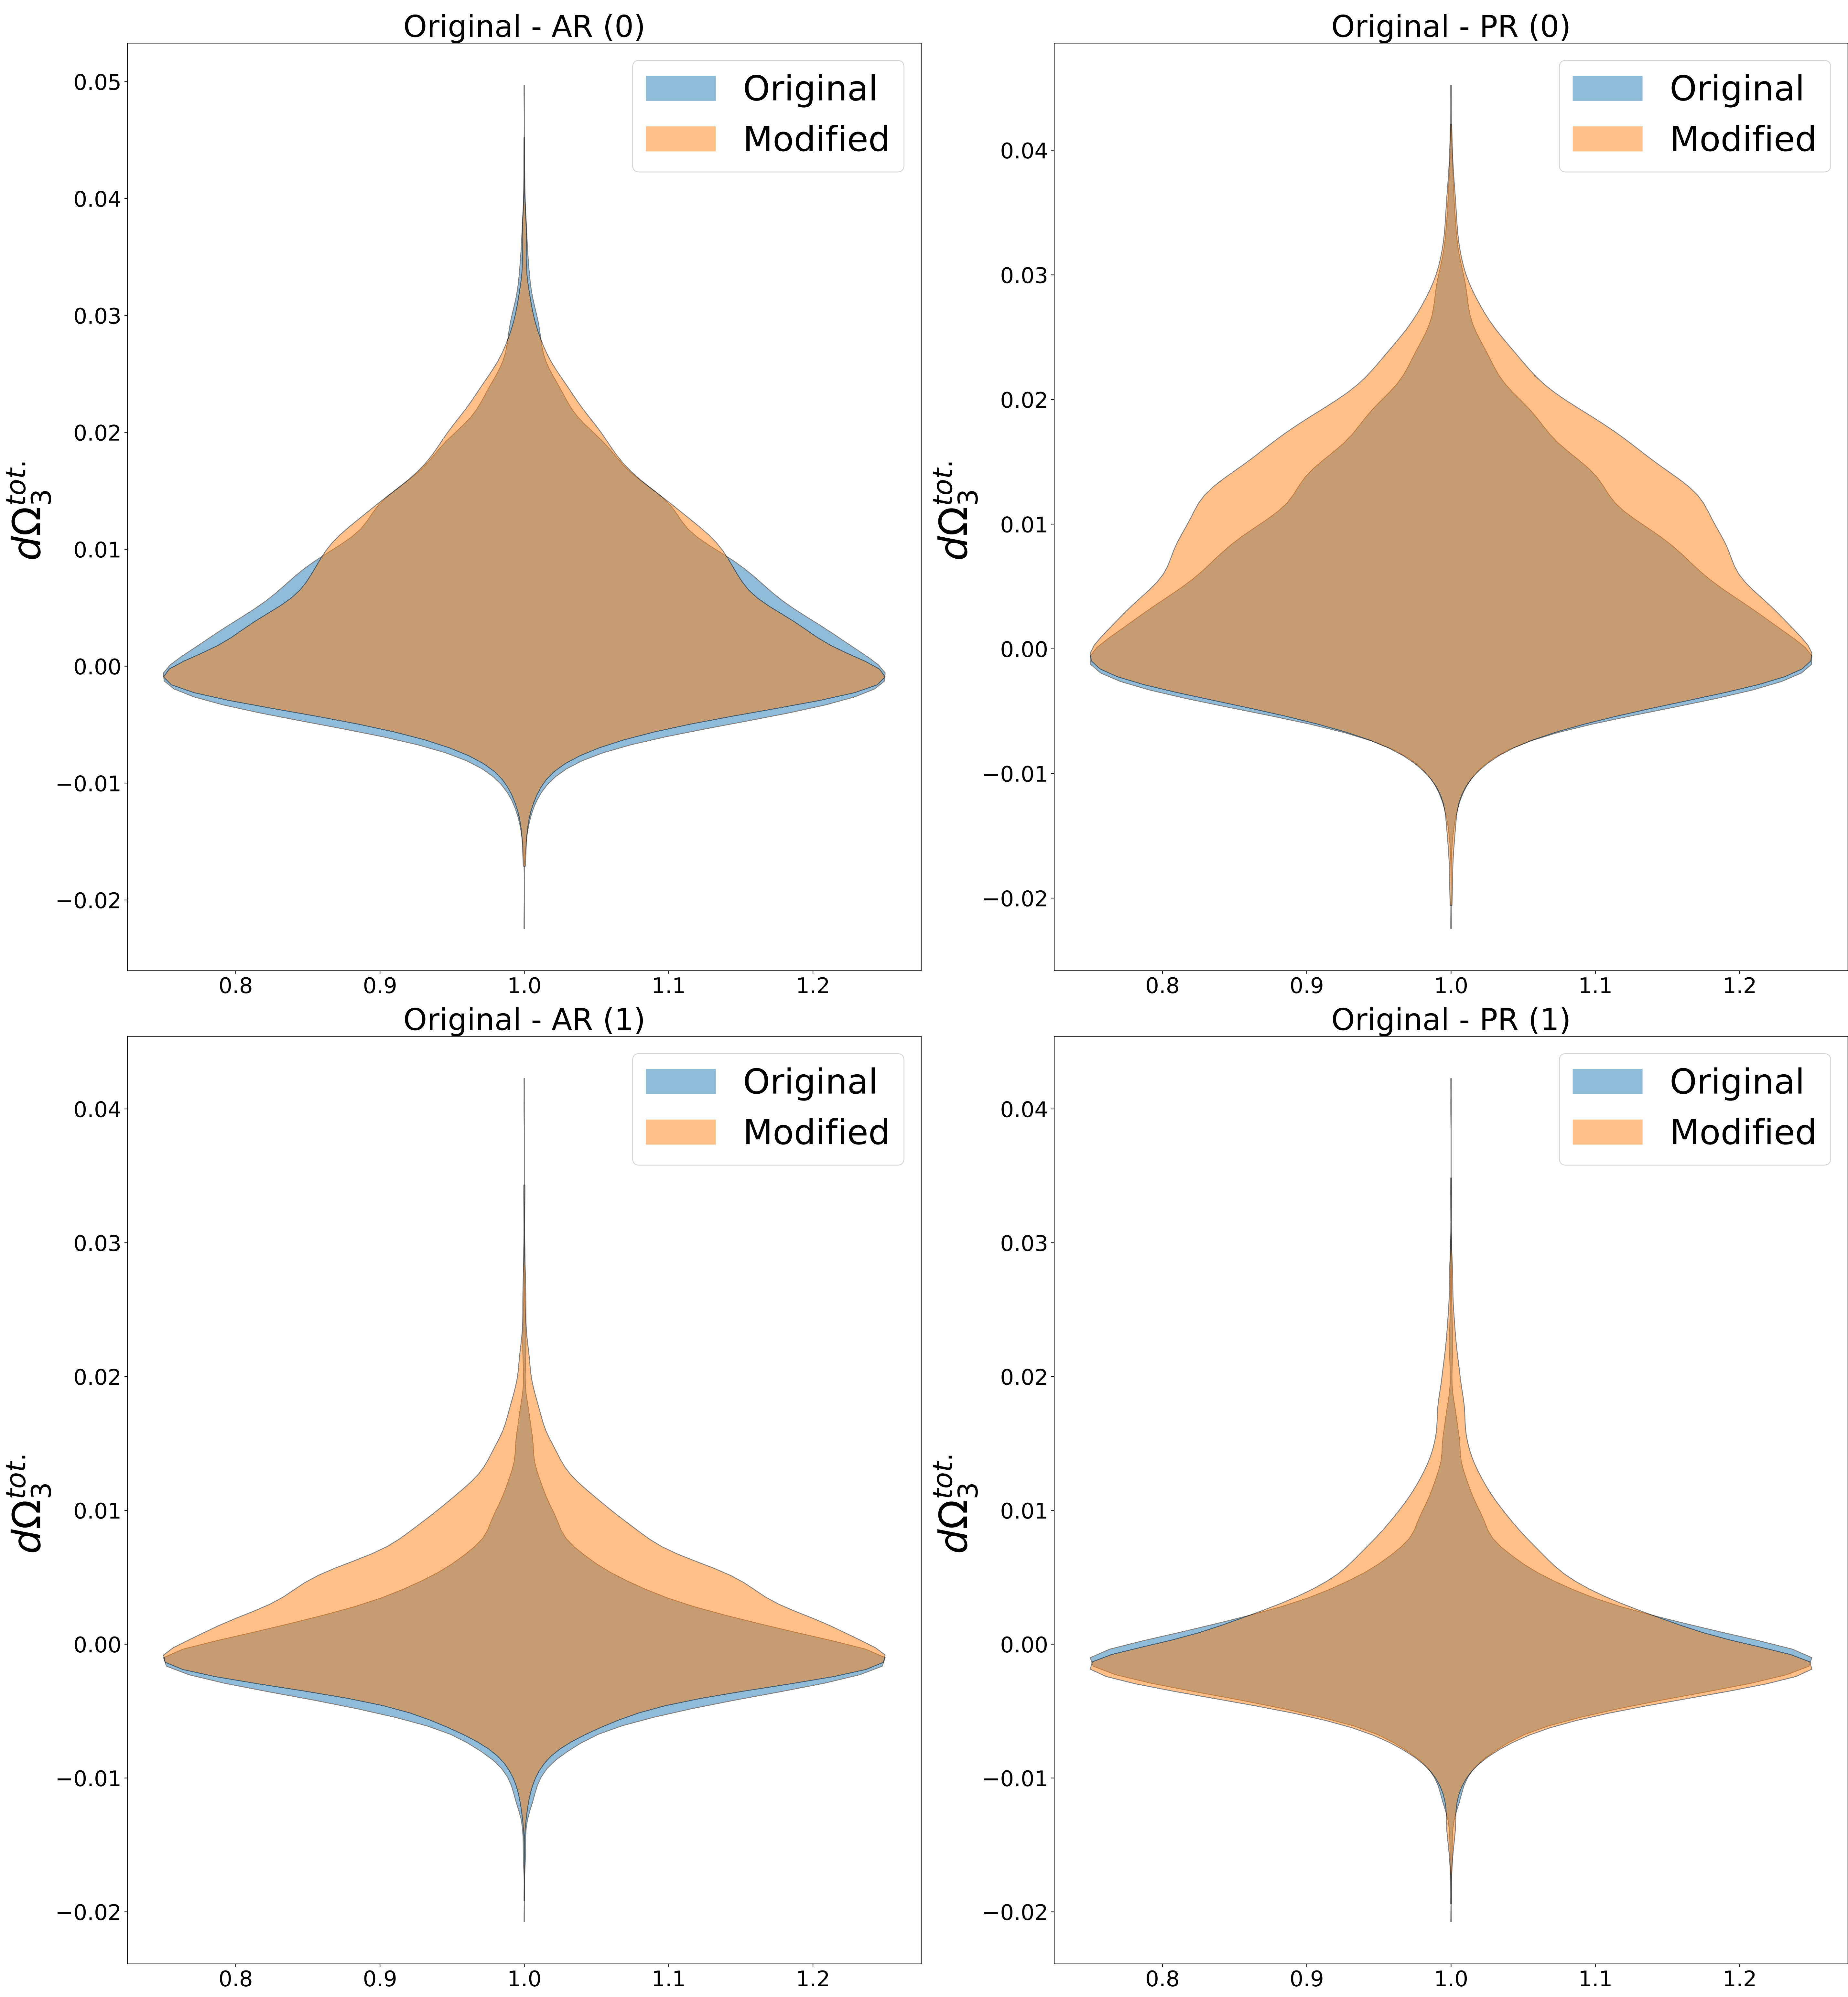 Original - AR (0)
Original
Modified
0.05
0.04
0.03
0.02
0.01
0.00
−0.01
−0.02
dΩ₃ᵗᵒᵗ·
0.8 0.9 1.0 1.1 1.2
Original - PR (0)
Original
Modified
0.04
0.03
0.02
0.01
0.00
−0.01
−0.02
dΩ₃ᵗᵒᵗ·
0.8 0.9 1.0 1.1 1.2
Original - AR (1)
Original
Modified
0.04
0.03
0.02
0.01
0.00
−0.01
−0.02
dΩ₃ᵗᵒᵗ·
0.8 0.9 1.0 1.1 1.2
Original - PR (1)
Original
Modified
0.04
0.03
0.02
0.01
0.00
−0.01
−0.02
dΩ₃ᵗᵒᵗ·
0.8 0.9 1.0 1.1 1.2